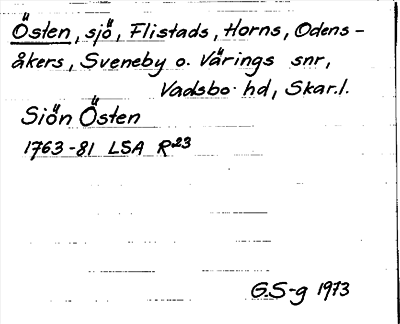 Östen, sjö, Flistads, Horns, Odens-
åkers, Sveneby o. Värings snr,
Vadsbo hd, Skar.l.
Siön Östen
1763-81 LSA R23
G.S-g 1973